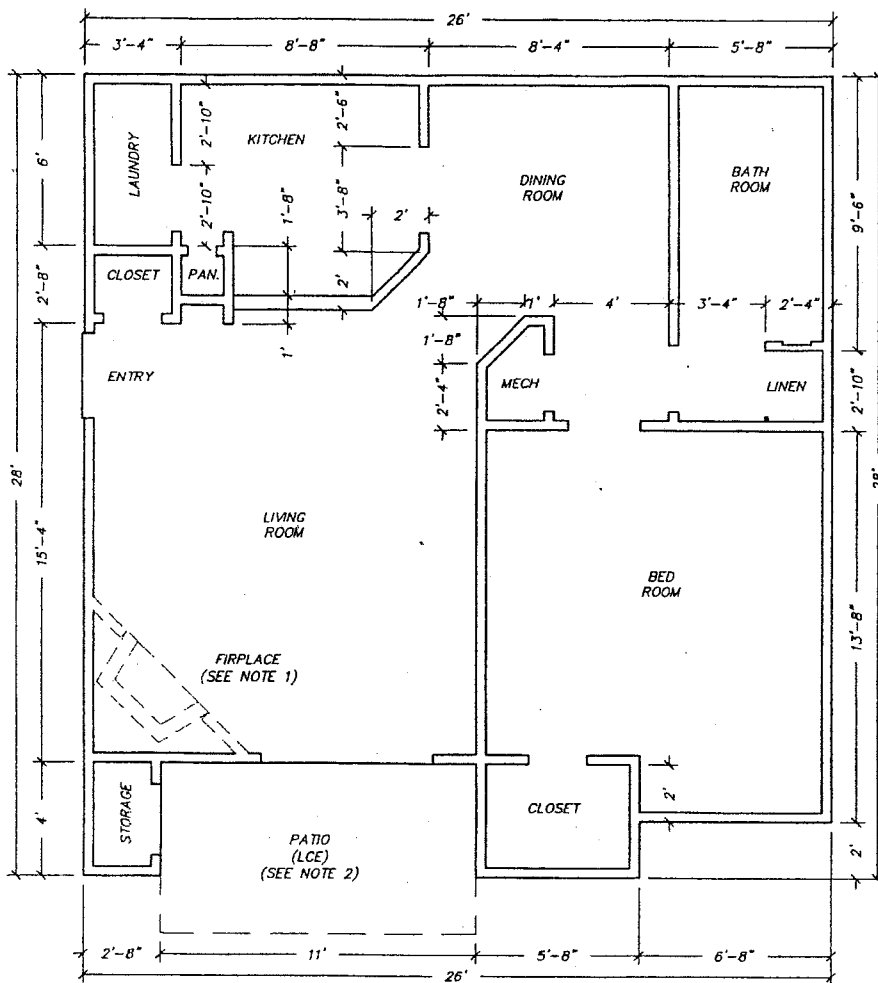 26'
3'-4"
8'-8"
8'-4"
5'-8"
6'
2'-8"
28'
15'-4"
4'
LAUNDRY
2'-10"
2'-10"
KITCHEN
1'-8"
2'-6"
3'-8"
2'
2'
1'
DINING
ROOM
BATH
ROOM
9'-6"
CLOSET
PAN.
1'-8"
1'
4'
3'-4"
2'-4"
1'-8"
2'-4"
ENTRY
MECH
LINEN
2'-10"
28'
LIVING
ROOM
BED
ROOM
13'-8"
FIRPLACE
(SEE NOTE 1)
STORAGE
PATIO
(LCE)
(SEE NOTE 2)
CLOSET
2'
2'
2'-8"
11'
5'-8"
6'-8"
26'